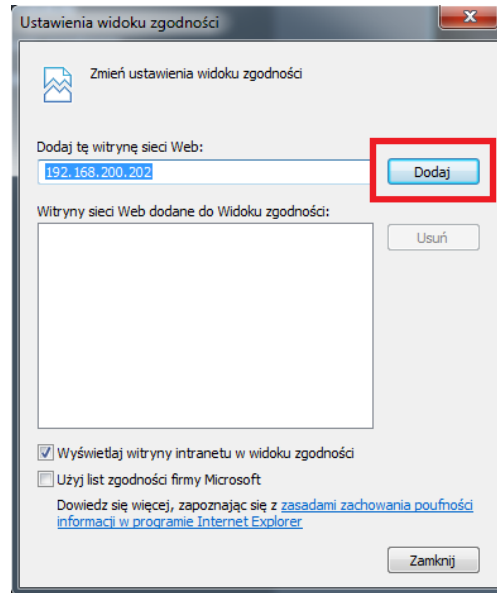 Ustawienia widoku zgodności
Zmień ustawienia widoku zgodności
Dodaj tę witrynę sieci Web:
192.168.200.202
Dodaj
Witryny sieci Web dodane do Widoku zgodności:
Usuń
Wyświetlaj witryny intranetu w widoku zgodności
Użyj list zgodności firmy Microsoft
Dowiedz się więcej, zapoznając się z zasadami zachowania poufności
informacji w programie Internet Explorer
Zamknij